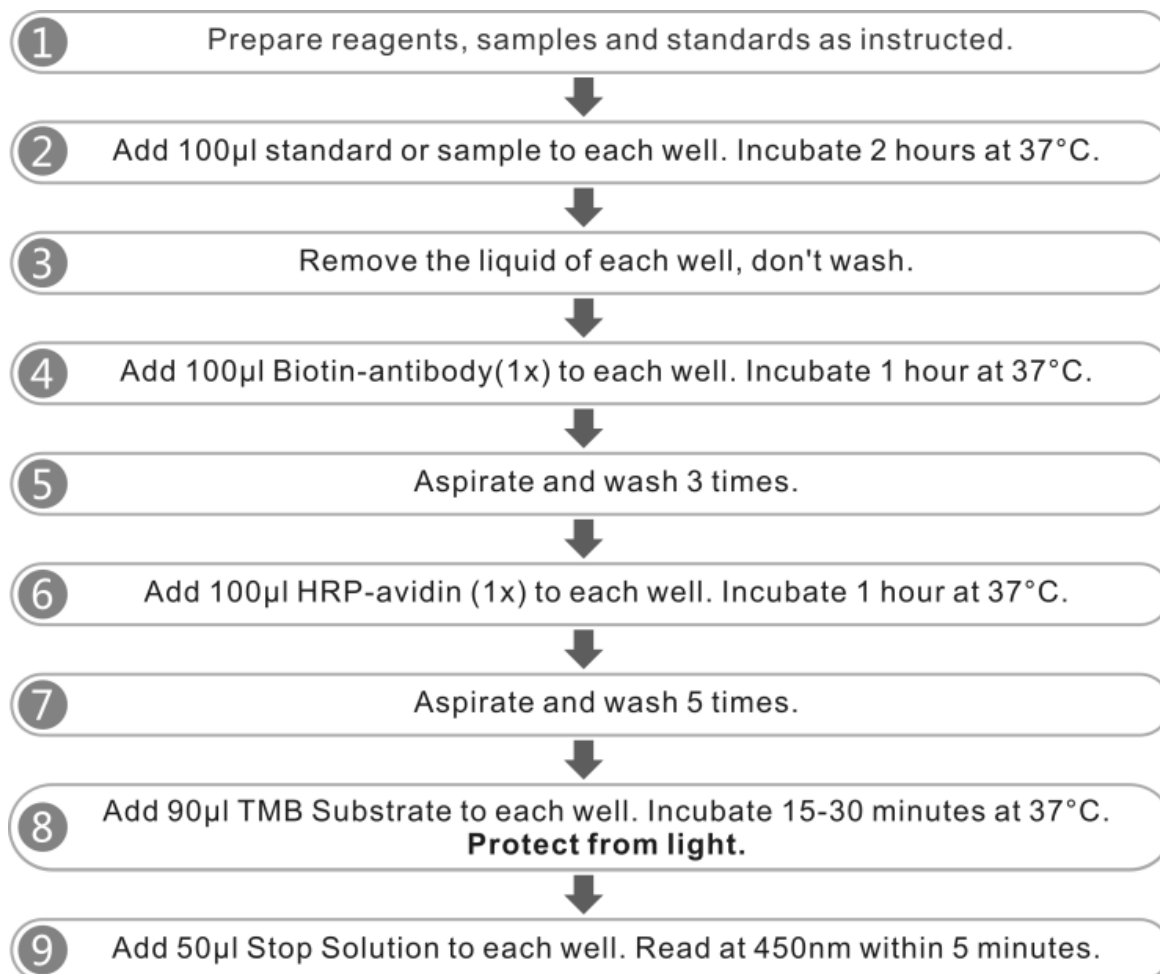 1 Prepare reagents, samples and standards as instructed.
2 Add 100µl standard or sample to each well. Incubate 2 hours at 37°C.
3 Remove the liquid of each well, don't wash.
4 Add 100µl Biotin-antibody(1x) to each well. Incubate 1 hour at 37°C.
5 Aspirate and wash 3 times.
6 Add 100µl HRP-avidin (1x) to each well. Incubate 1 hour at 37°C.
7 Aspirate and wash 5 times.
8 Add 90µl TMB Substrate to each well. Incubate 15-30 minutes at 37°C.
Protect from light.
9 Add 50µl Stop Solution to each well. Read at 450nm within 5 minutes.